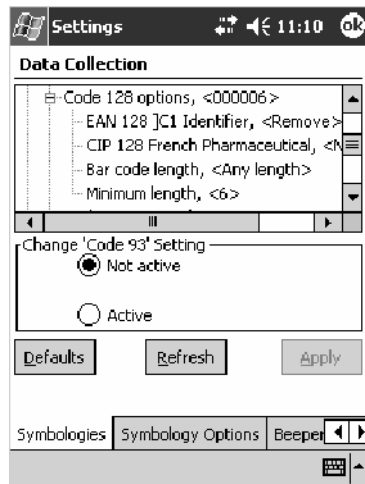 Settings 11:10 ok
Data Collection
Code 128 options, <000006>
EAN 128 ]C1 Identifier, <Remove>
CIP 128 French Pharmaceutical, <N
Bar code length, <Any length>
Minimum length, <6>
Change 'Code 93' Setting
Not active
Active
Defaults Refresh Apply
Symbologies Symbology Options Beeper